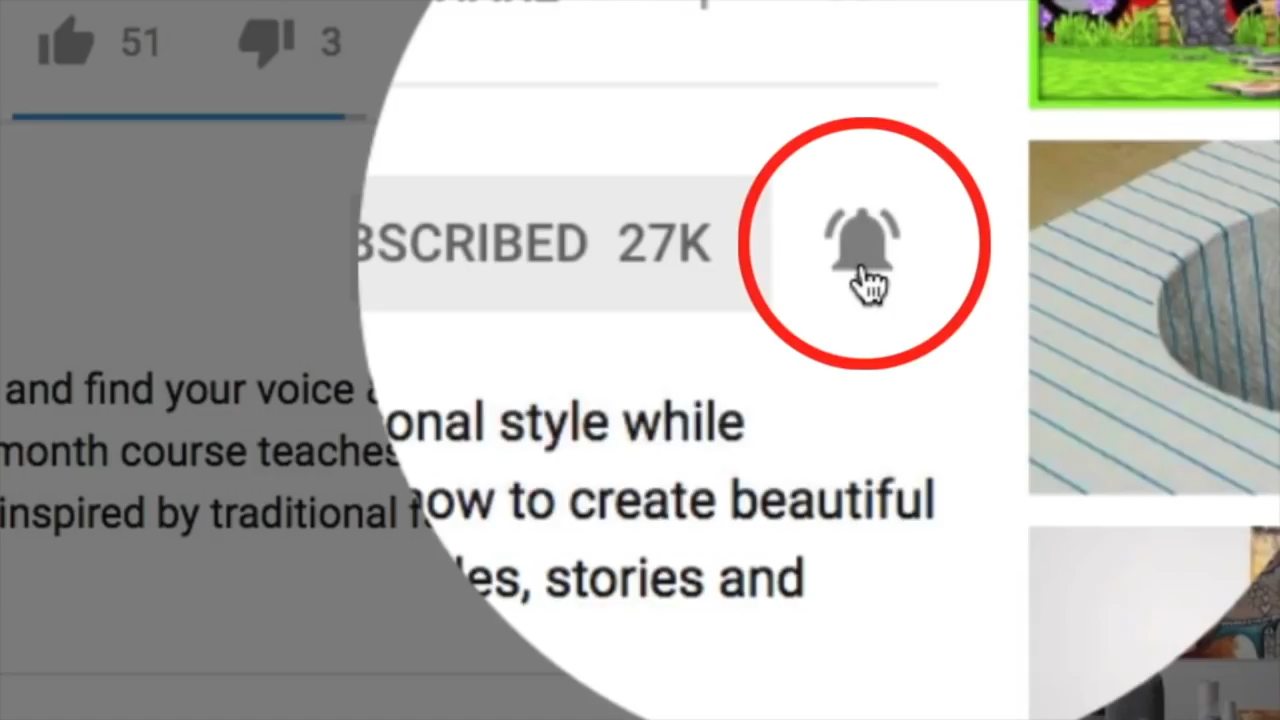 51 3
BSCRIBED 27K
and find your voice
onal style while
month course teaches
now to create beautiful
inspired by traditional
les, stories and